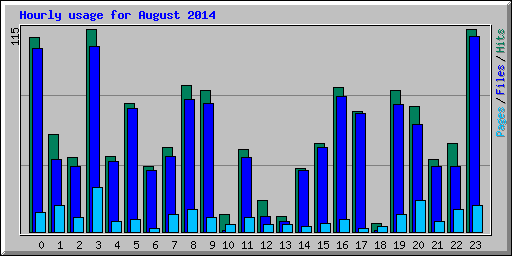 Hourly usage for August 2014
115
Pages/Files/Hits
0 1 2 3 4 5 6 7 8 9 10 11 12 13 14 15 16 17 18 19 20 21 22 23